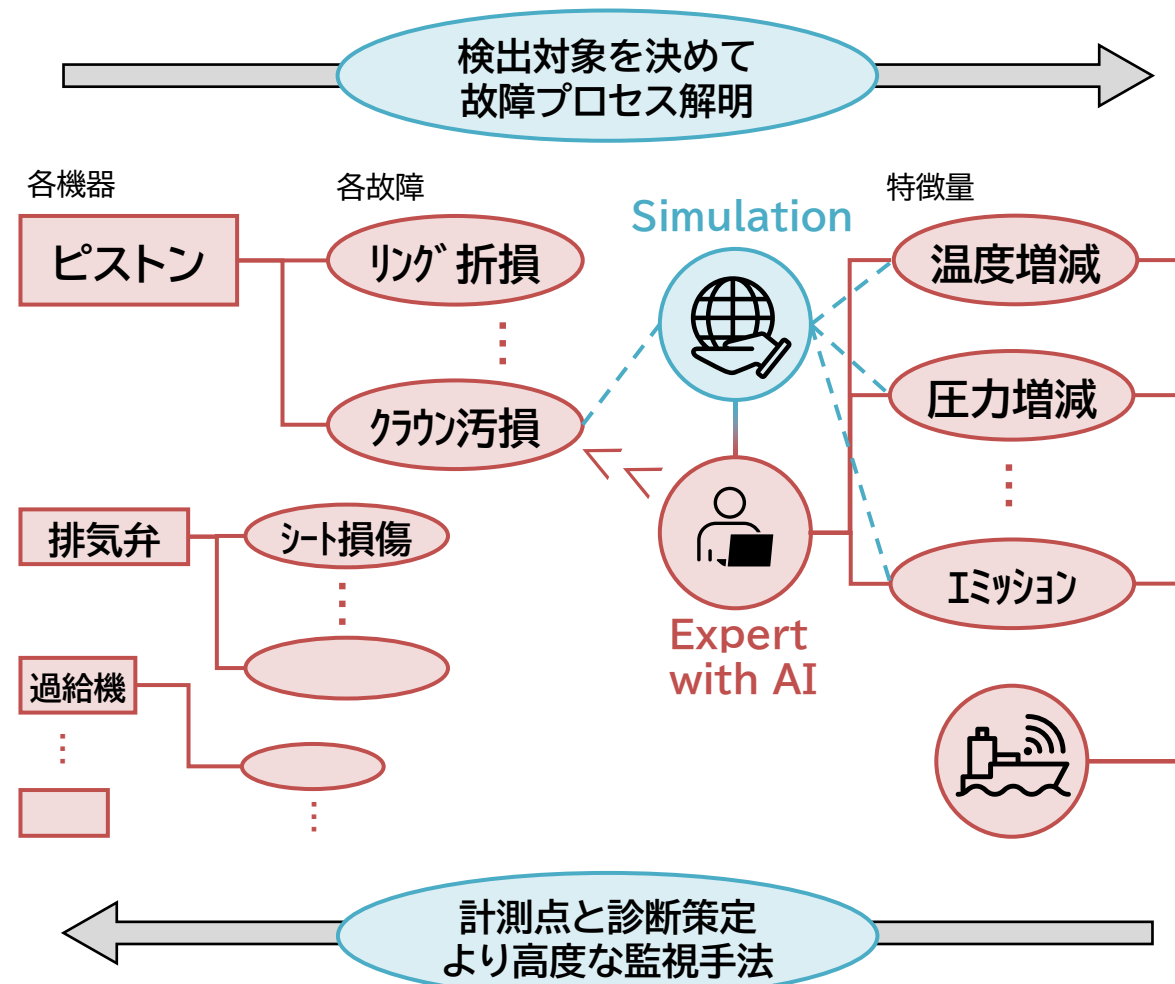 検出対象を決めて
故障プロセス解明
各機器
各故障
特徴量
Simulation
ピストン
リング折損
温度増減
クラウン汚損
圧力増減
排気弁
シート損傷
エミッション
Expert
with AI
過給機
計測点と診断策定
より高度な監視手法